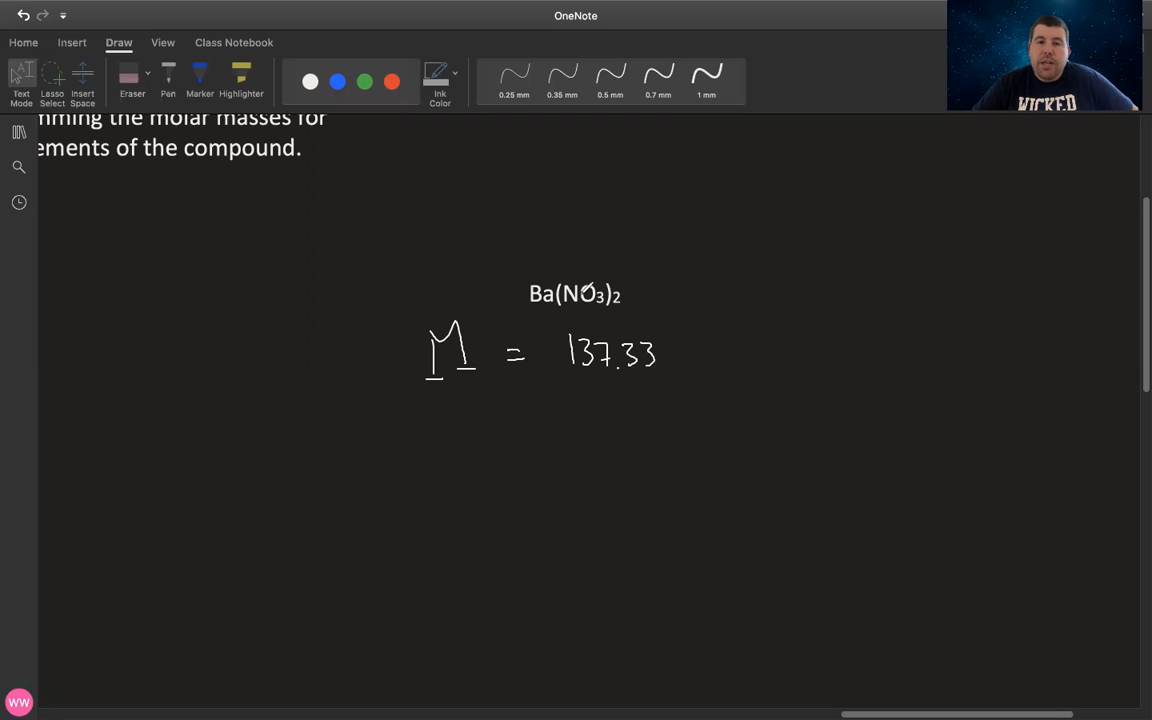 OneNote
Home Insert Draw View Class Notebook
Text Mode Lasso Select Insert Space Eraser Pen Marker Highlighter Ink Color 0.25 mm 0.35 mm 0.5 mm 0.7 mm 1 mm
WICKED
mming the molar masses for
ements of the compound.
Ba(NO₃)₂
M = 137.33
WW